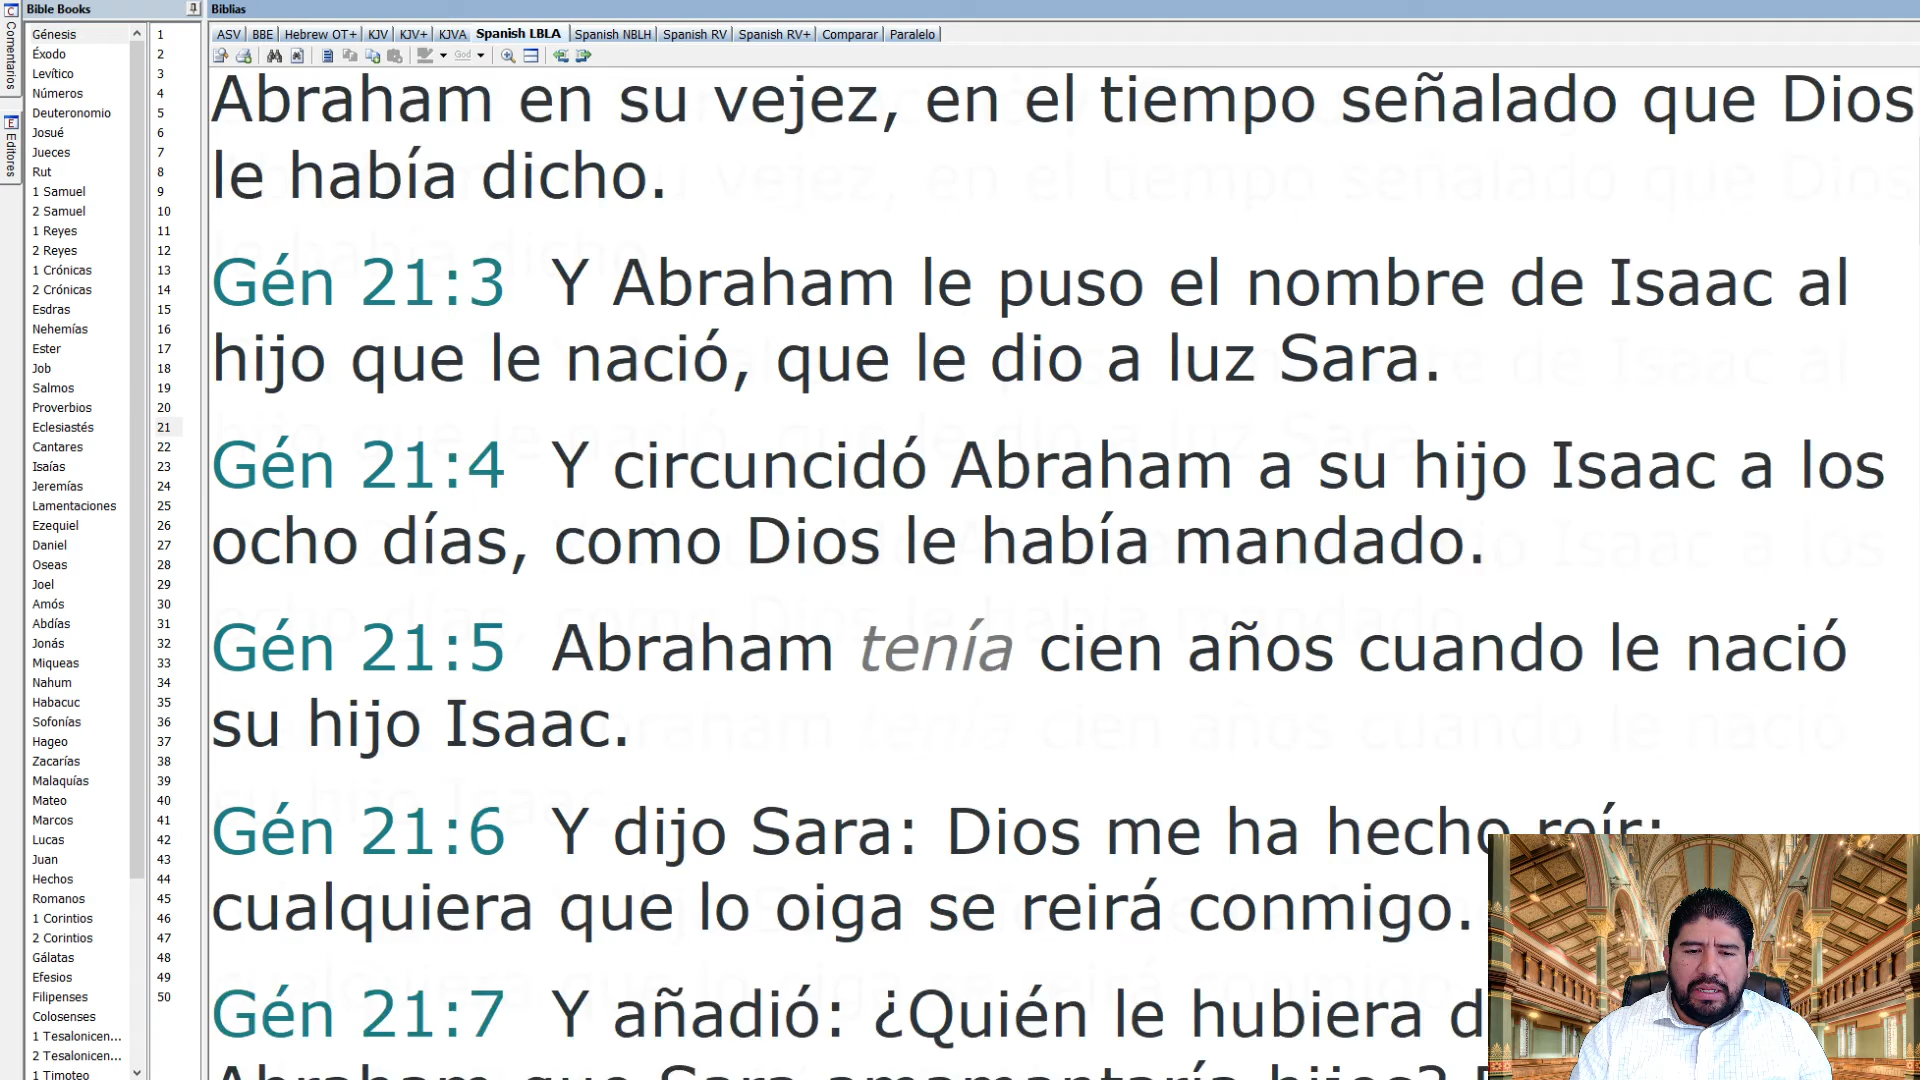 Bible Books
Biblias
Comentarios
Editores
ASV BBE Hebrew OT+ KJV KJV+ KJVA Spanish LBLA Spanish NBLH Spanish RV Spanish RV+ Comparar Paralelo
God
Génesis 1
Éxodo 2
Levítico 3
Números 4
Deuteronomio 5
Josué 6
Jueces 7
Rut 8
1 Samuel 9
2 Samuel 10
1 Reyes 11
2 Reyes 12
1 Crónicas 13
2 Crónicas 14
Esdras 15
Nehemías 16
Ester 17
Job 18
Salmos 19
Proverbios 20
Eclesiastés 21
Cantares 22
Isaías 23
Jeremías 24
Lamentaciones 25
Ezequiel 26
Daniel 27
Oseas 28
Joel 29
Amós 30
Abdías 31
Jonás 32
Miqueas 33
Nahum 34
Habacuc 35
Sofonías 36
Hageo 37
Zacarías 38
Malaquías 39
Mateo 40
Marcos 41
Lucas 42
Juan 43
Hechos 44
Romanos 45
1 Corintios 46
2 Corintios 47
Gálatas 48
Efesios 49
Filipenses 50
Colosenses
1 Tesalonicen...
2 Tesalonicen...
1 Timoteo
Abraham en su vejez, en el tiempo señalado que Dios
le había dicho.
Gén 21:3 Y Abraham le puso el nombre de Isaac al
hijo que le nació, que le dio a luz Sara.
Gén 21:4 Y circuncidó Abraham a su hijo Isaac a los
ocho días, como Dios le había mandado.
Gén 21:5 Abraham tenía cien años cuando le nació
su hijo Isaac.
Gén 21:6 Y dijo Sara: Dios me ha hecho reír;
cualquiera que lo oiga se reirá conmigo.
Gén 21:7 Y añadió: ¿Quién le hubiera d
Abraham que Sara amamantaría hijos?